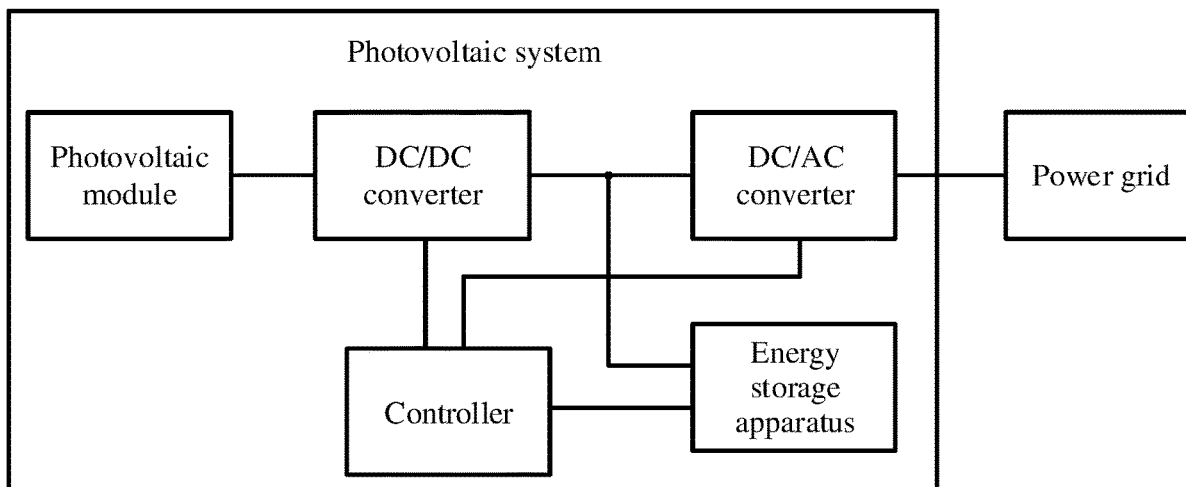 Photovoltaic system
Photovoltaic
module
DC/DC
converter
DC/AC
converter
Power grid
Controller
Energy
storage
apparatus